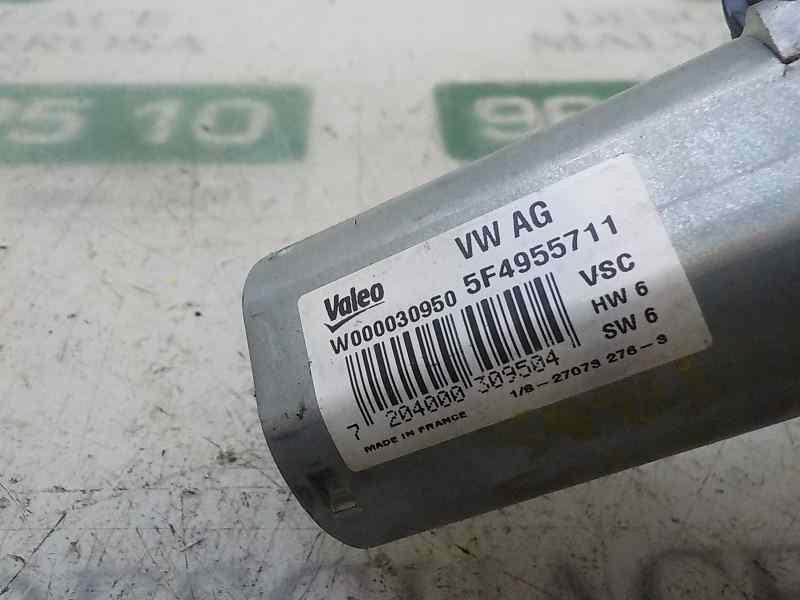 VW AG
Valeo
W000030950 5F4955711
VSC
HW 6
SW 6
7 204000 309504
1/8-27079 276-3
MADE IN FRANCE